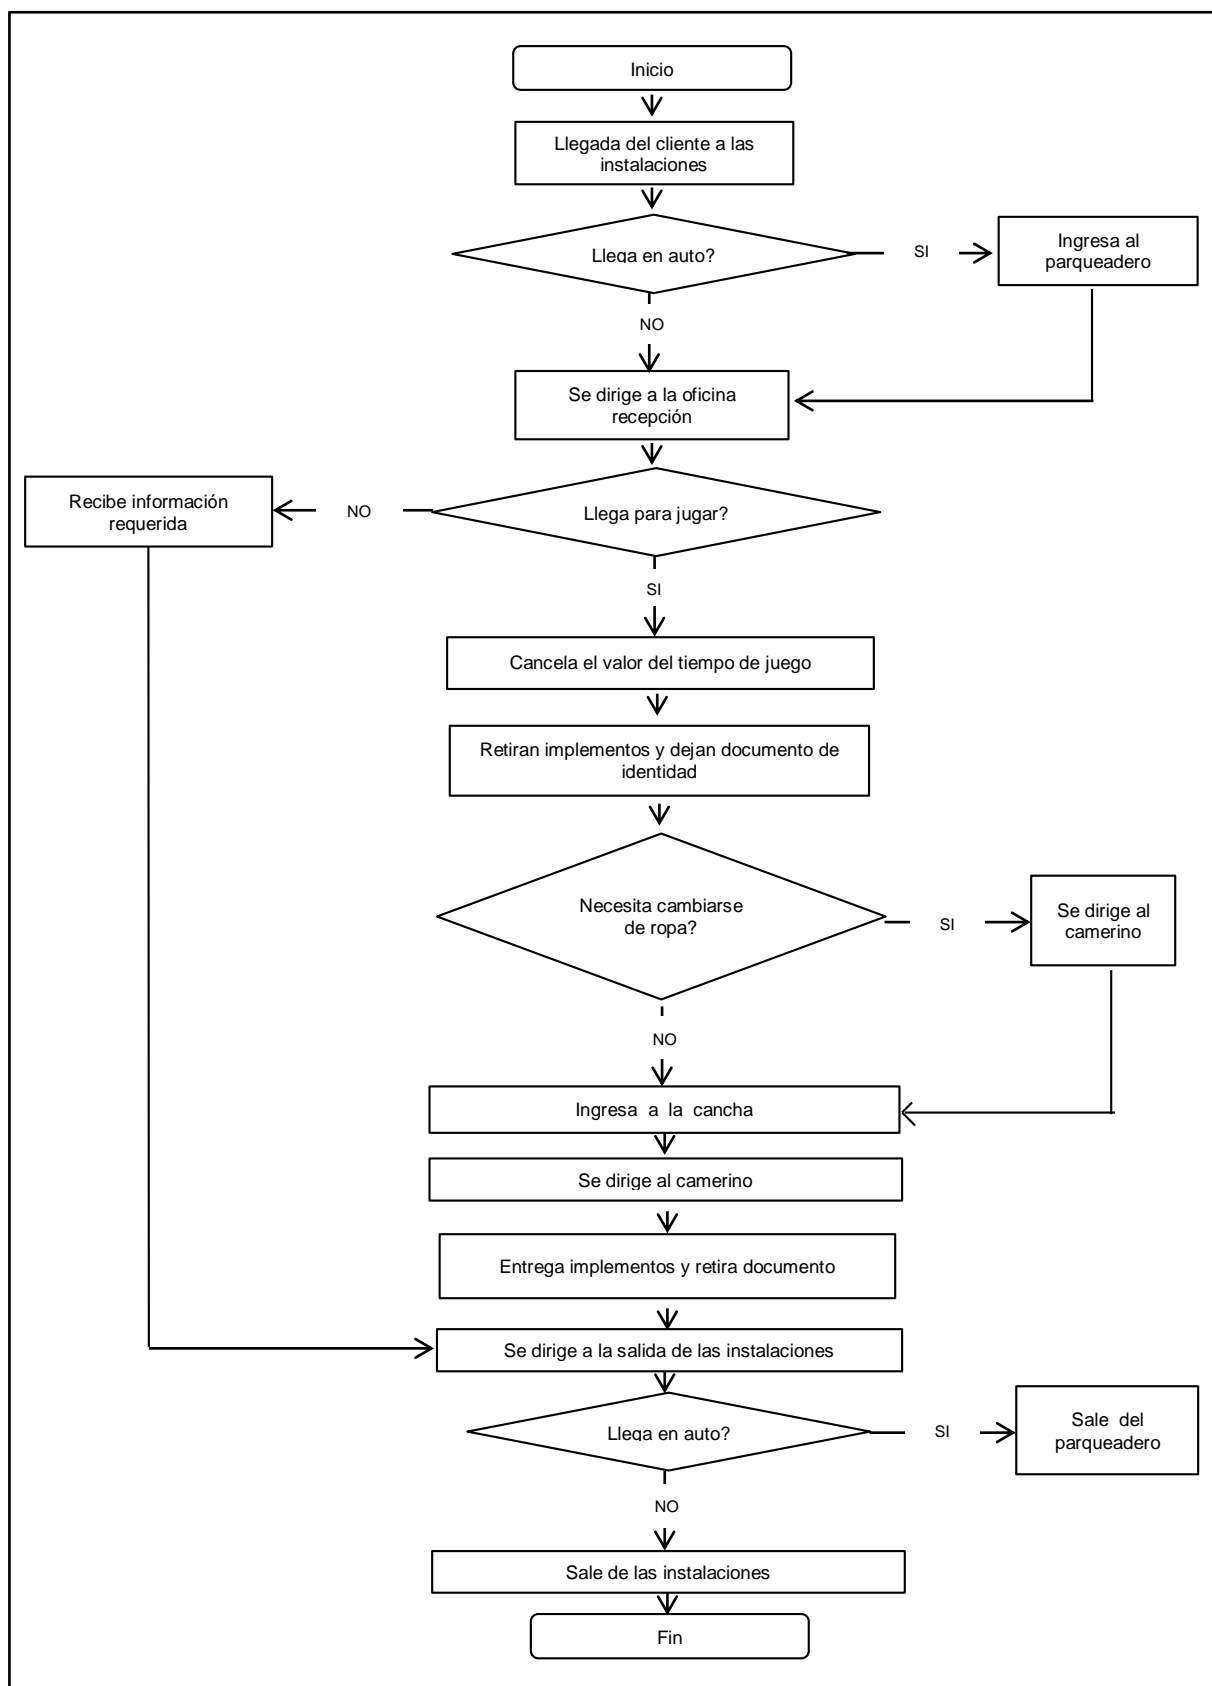 Inicio
Llegada del cliente a las
instalaciones
Llega en auto?
SI
Ingresa al
parqueadero
NO
Se dirige a la oficina
recepción
Recibe información
requerida
NO
Llega para jugar?
SI
Cancela el valor del tiempo de juego
Retiran implementos y dejan documento de
identidad
Necesita cambiarse
de ropa?
SI
Se dirige al
camerino
NO
Ingresa a la cancha
Se dirige al camerino
Entrega implementos y retira documento
Se dirige a la salida de las instalaciones
Llega en auto?
SI
Sale del
parqueadero
NO
Sale de las instalaciones
Fin